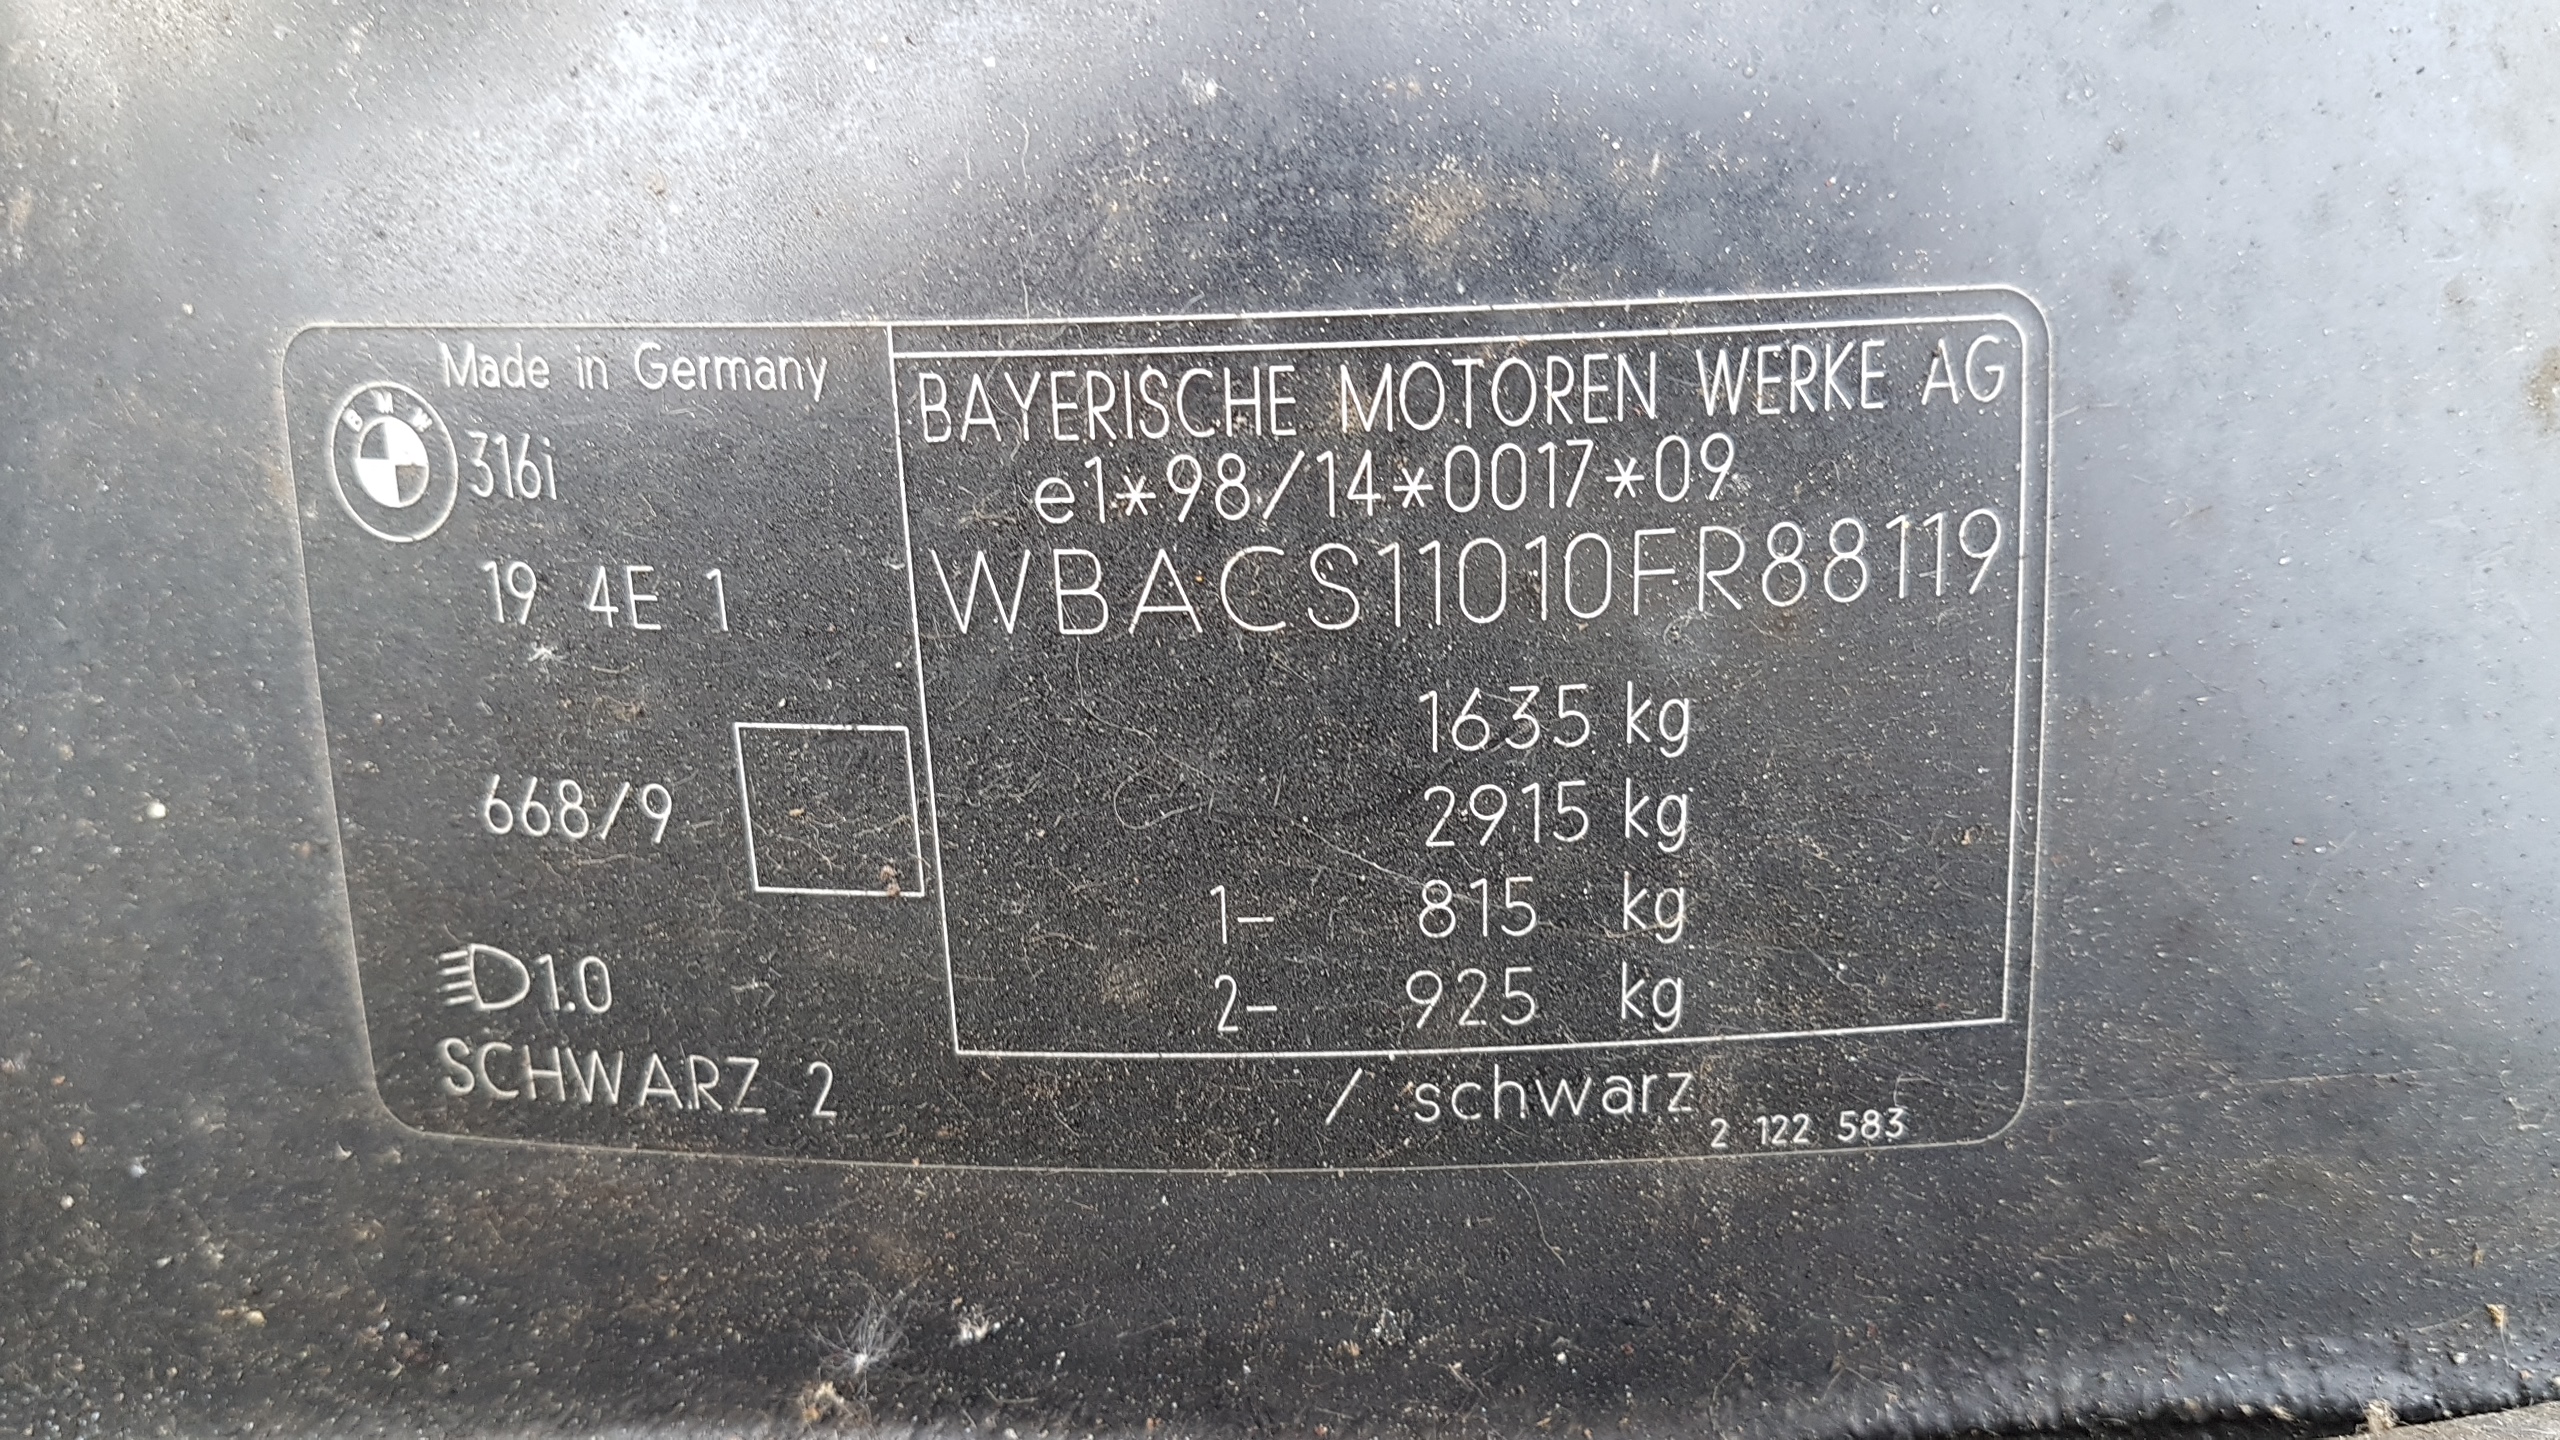 Made in Germany
BMW
316i
19 4E 1
668/9
1.0
SCHWARZ 2
BAYERISCHE MOTOREN WERKE AG
e1*98/14*0017*09
WBACS11010FR88119
1635 kg
2915 kg
1- 815 kg
2- 925 kg
/ schwarz
2 122 583